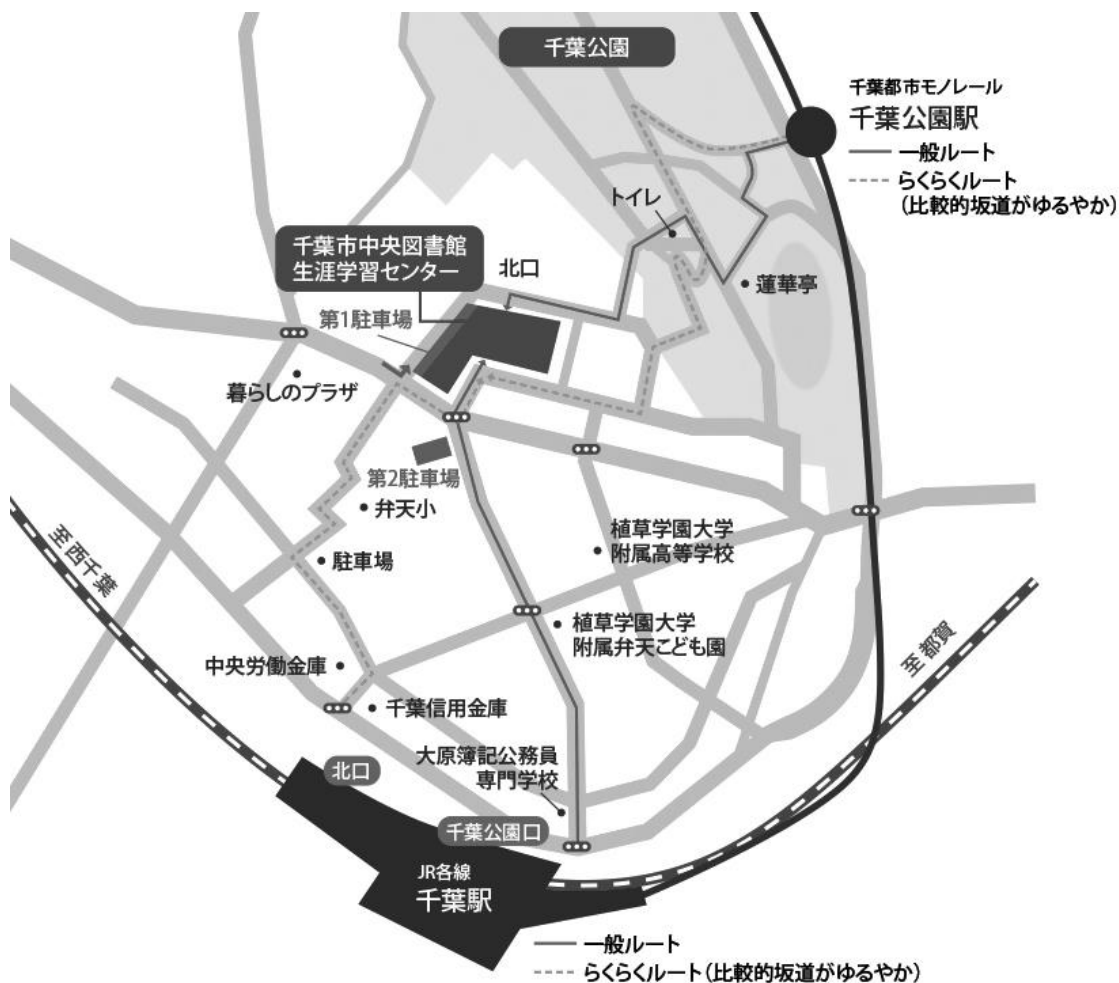 千葉公園
千葉都市モノレール
千葉公園駅
一般ルート
らくらくルート
(比較的坂道がゆるやか)
トイレ
千葉市中央図書館
生涯学習センター
北口
蓮華亭
第1駐車場
暮らしのプラザ
第2駐車場
弁天小
植草学園大学
附属高等学校
駐車場
至西千葉
植草学園大学
附属弁天こども園
至都賀
中央労働金庫
千葉信用金庫
大原簿記公務員
専門学校
北口
千葉公園口
JR各線
千葉駅
一般ルート
らくらくルート(比較的坂道がゆるやか)